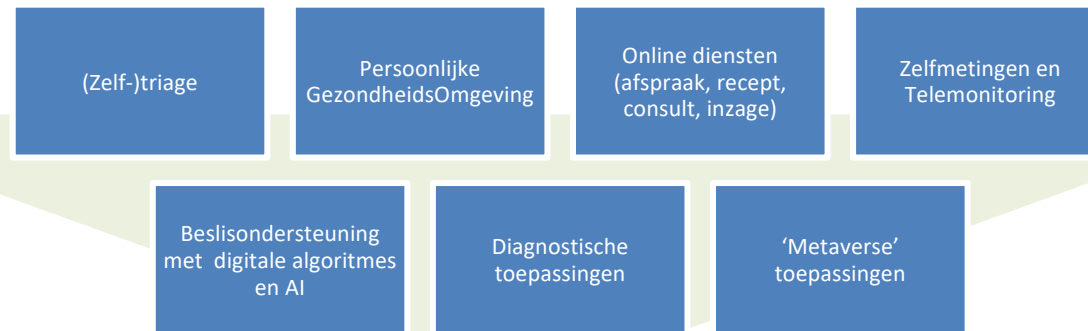 (Zelf-)triage
Persoonlijke
GezondheidsOmgeving
Online diensten
(afspraak, recept,
consult, inzage)
Zelfmetingen en
Telemonitoring
Beslisondersteuning
met  digitale algoritmes
en AI
Diagnostische
toepassingen
‘Metaverse’
toepassingen